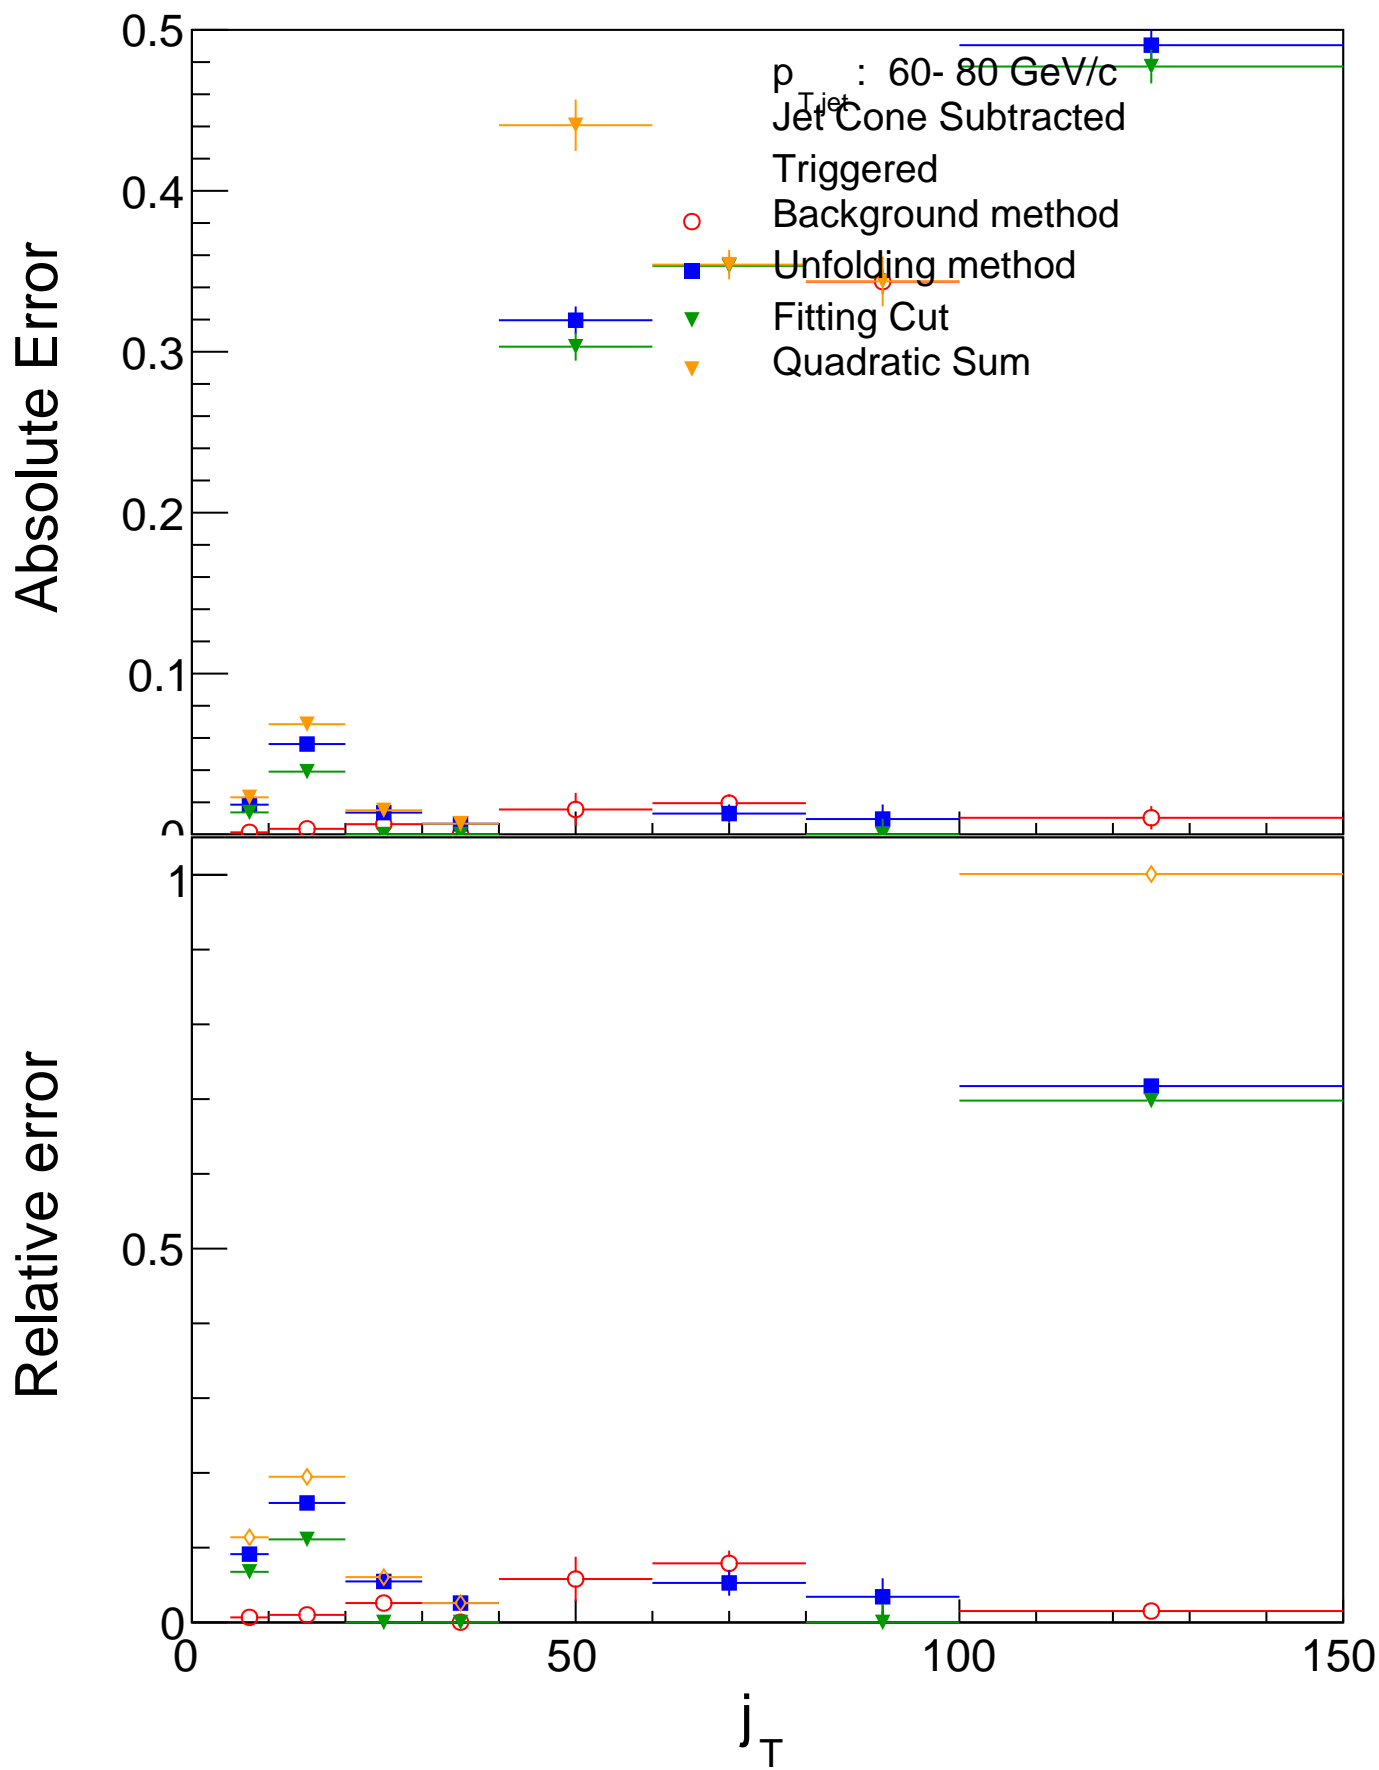 0.5
0.4
0.3
0.2
0.1
0
Absolute Error
p T,jet : 60- 80 GeV/c
Jet Cone Subtracted
Triggered
Background method
Unfolding method
Fitting Cut
Quadratic Sum
1
0.5
0
Relative error
0 50 100 150
j T